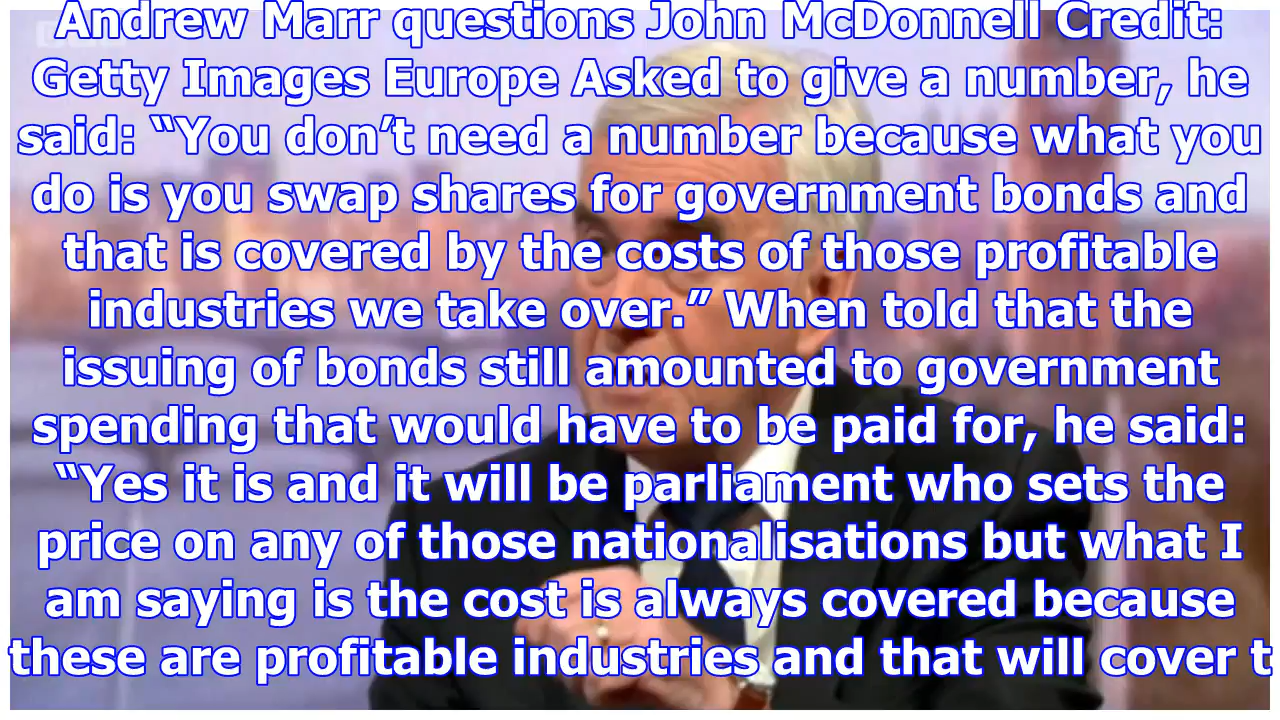 Andrew Marr questions John McDonnell Credit:
Getty Images Europe Asked to give a number, he
said: “You don’t need a number because what you
do is you swap shares for government bonds and
that is covered by the costs of those profitable
industries we take over.” When told that the
issuing of bonds still amounted to government
spending that would have to be paid for, he said:
“Yes it is and it will be parliament who sets the
price on any of those nationalisations but what I
am saying is the cost is always covered because
these are profitable industries and that will cover t